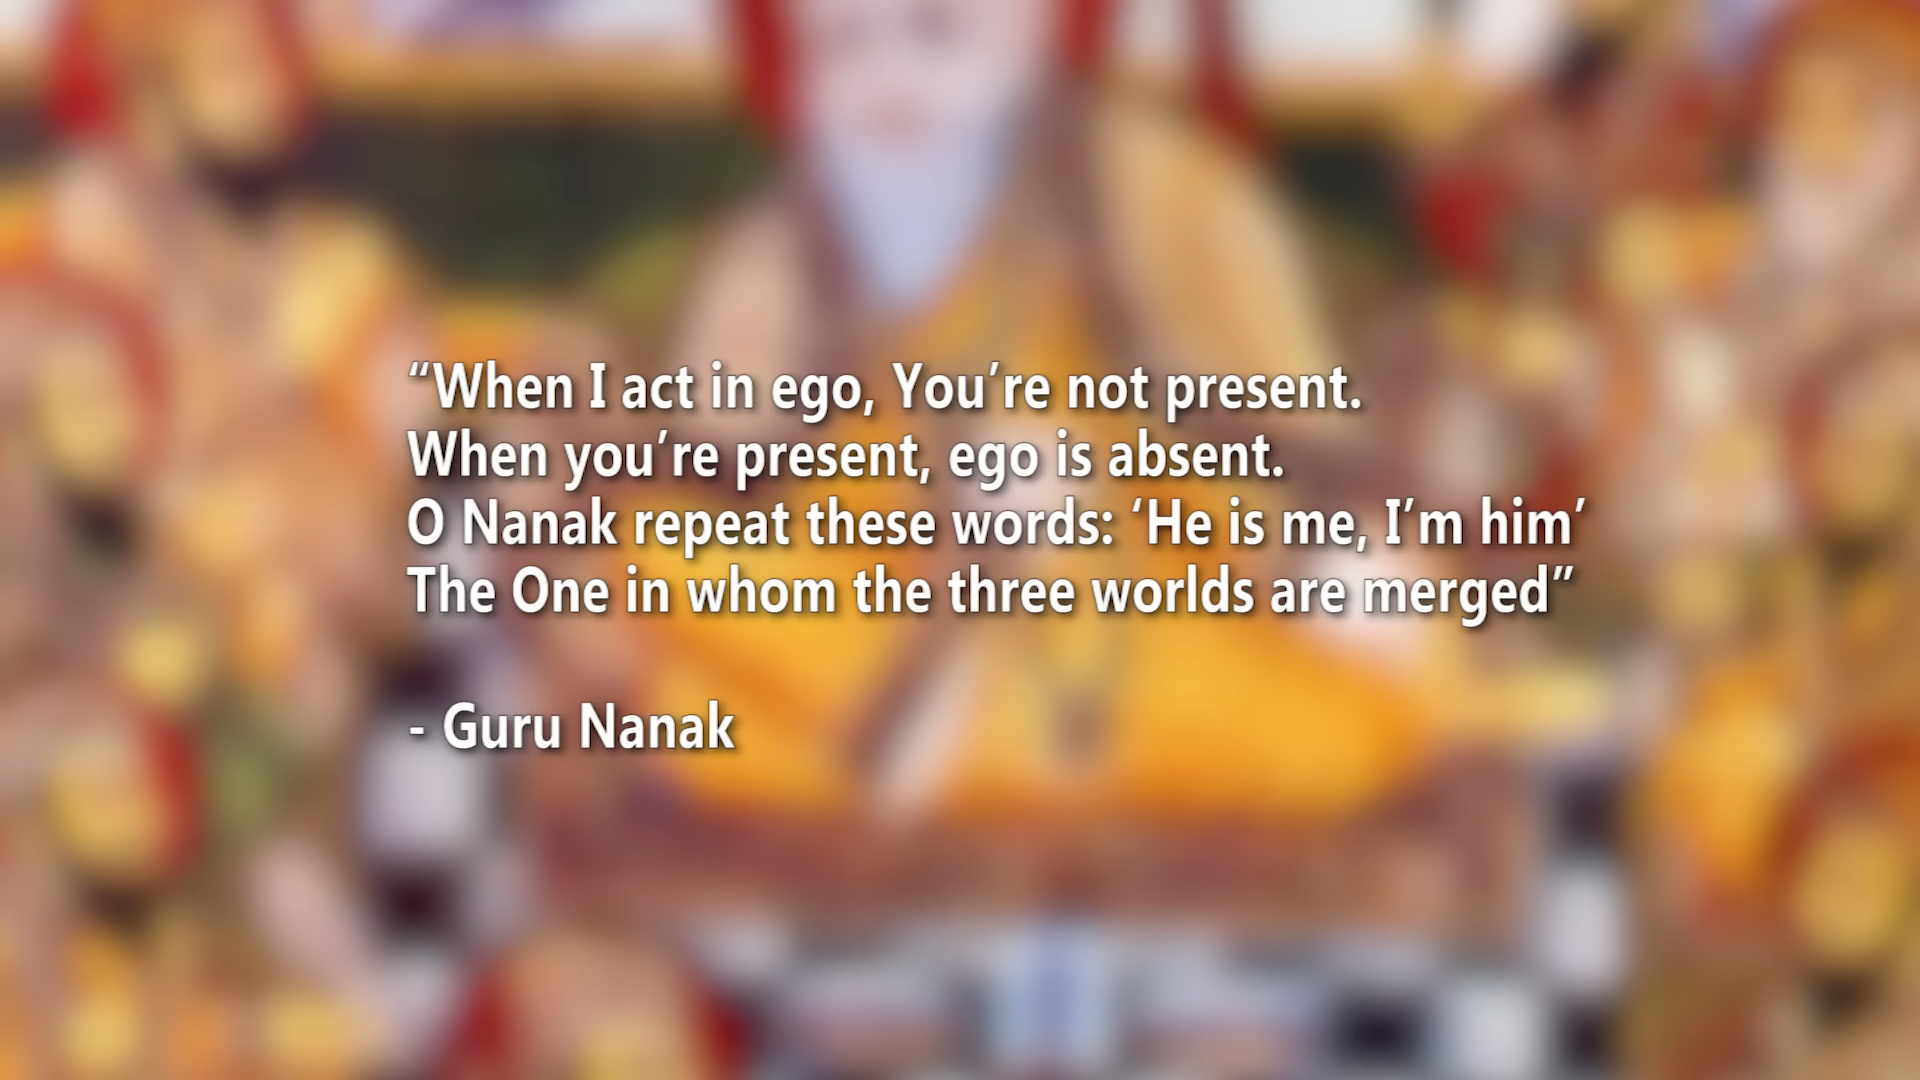 “When I act in ego, You’re not present.
When you’re present, ego is absent.
O Nanak repeat these words: ‘He is me, I’m him’
The One in whom the three worlds are merged”
- Guru Nanak